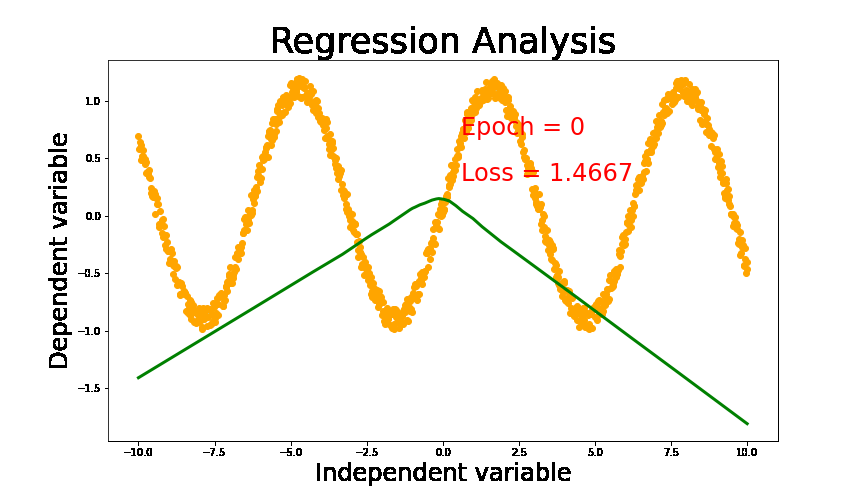 Regression Analysis
Epoch = 0
Loss = 1.4667
Dependent variable
1.0
0.5
0.0
−0.5
−1.0
−1.5
−10.0 −7.5 −5.0 −2.5 0.0 2.5 5.0 7.5 10.0
Independent variable